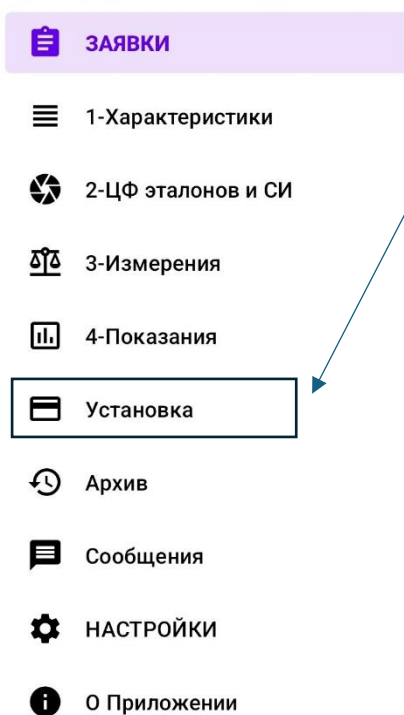 ЗАЯВКИ
1-Характеристики
2-ЦФ эталонов и СИ
3-Измерения
4-Показания
Установка
Архив
Сообщения
НАСТРОЙКИ
О Приложении